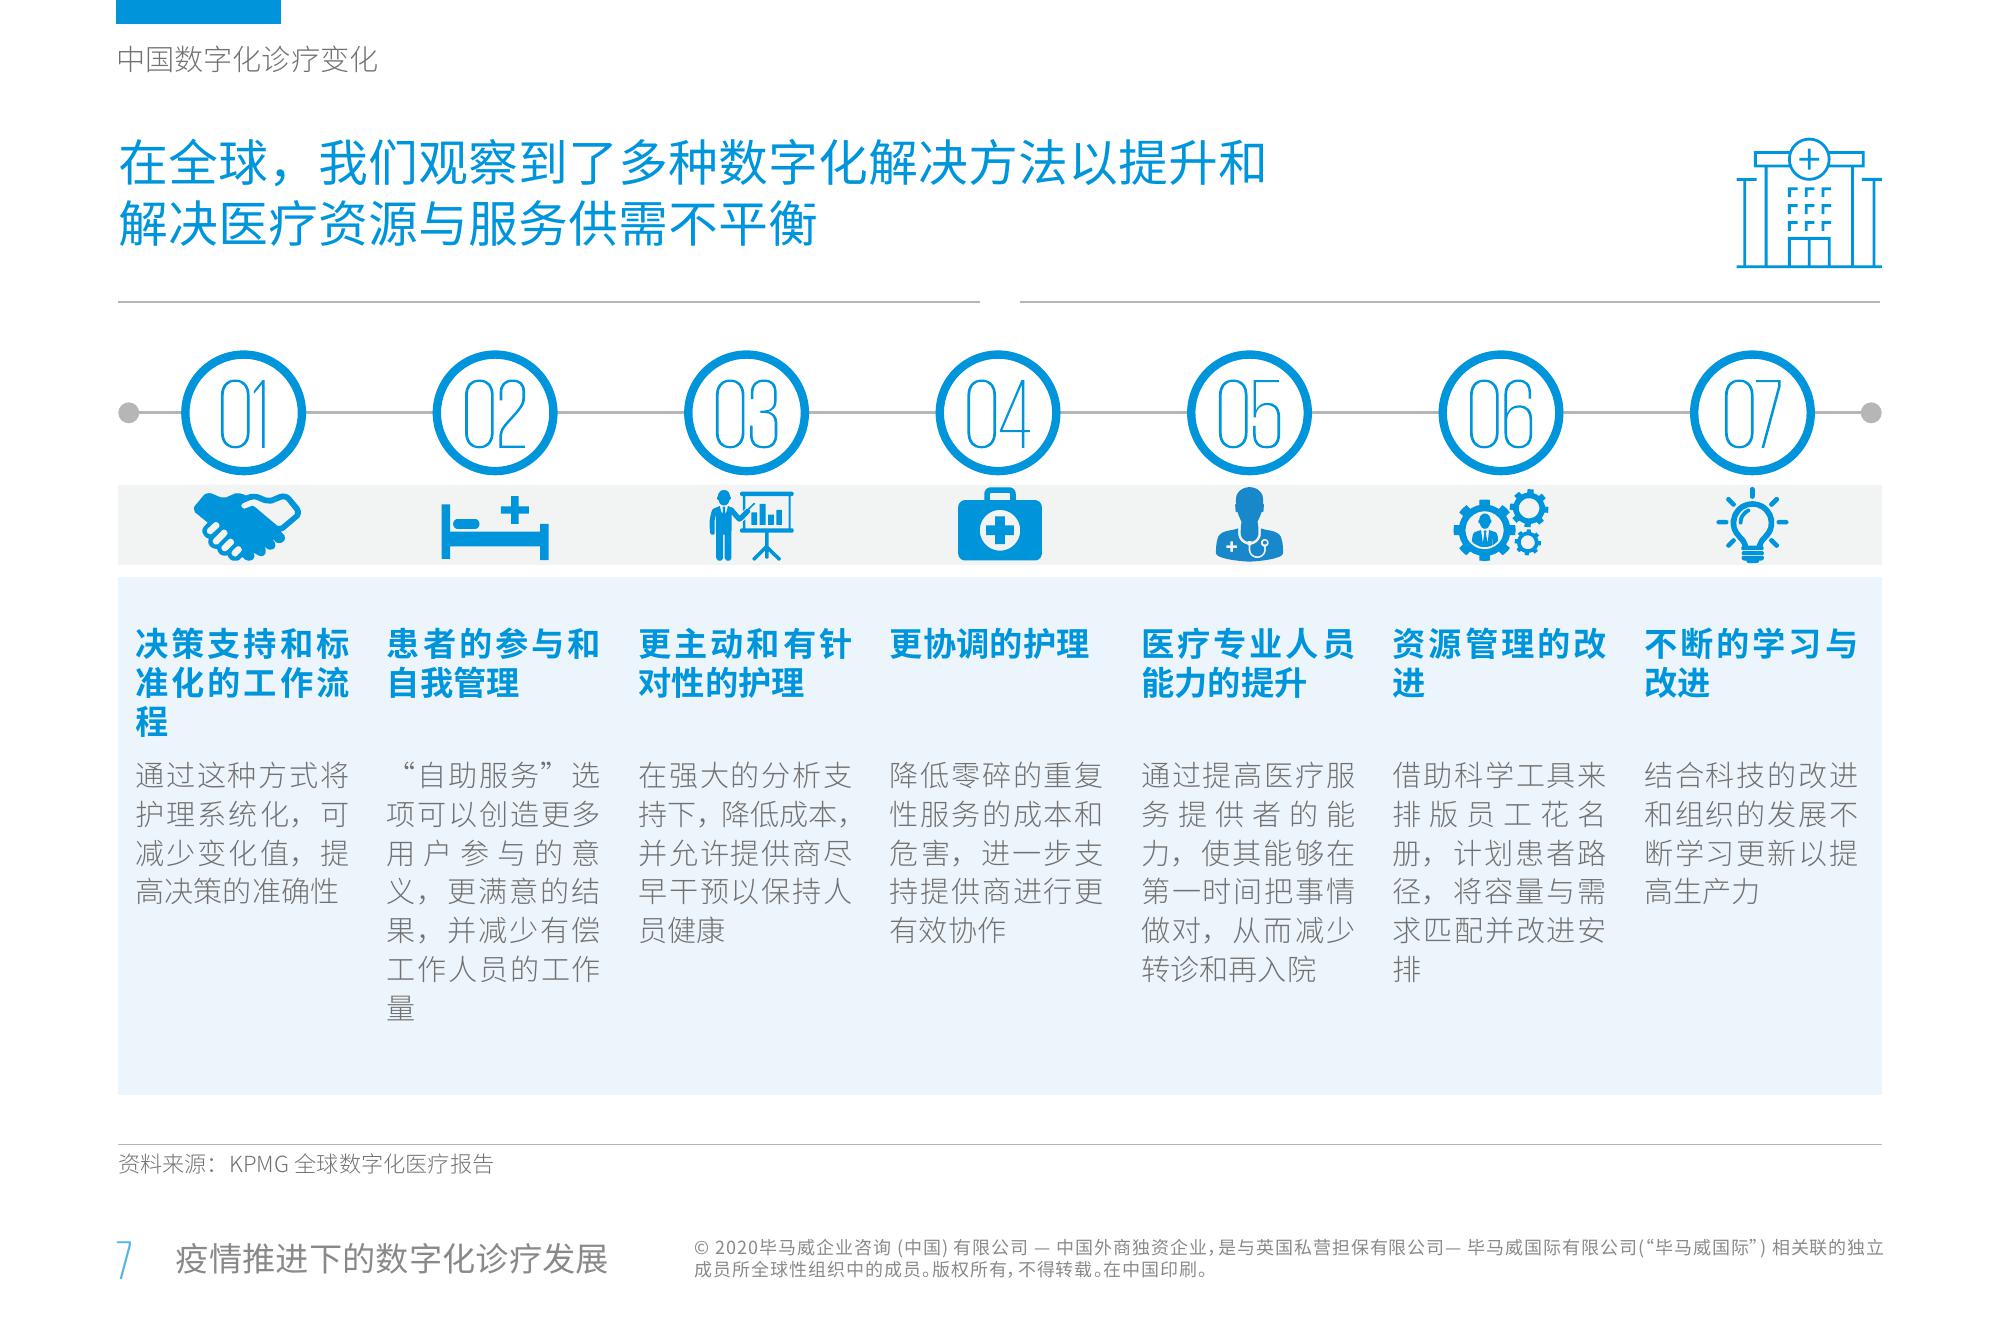 中国数字化诊疗变化
在全球，我们观察到了多种数字化解决方法以提升和
解决医疗资源与服务供需不平衡
01
02
03
04
05
06
07
决策支持和标
准化的工作流
程
通过这种方式将
护理系统化，可
减少变化值，提
高决策的准确性
患者的参与和
自我管理
“自助服务”选
项可以创造更多
用户参与的意
义，更满意的结
果，并减少有偿
工作人员的工作
量
更主动和有针
对性的护理
在强大的分析支
持下，降低成本，
并允许提供商尽
早干预以保持人
员健康
更协调的护理
降低零碎的重复
性服务的成本和
危害，进一步支
持提供商进行更
有效协作
医疗专业人员
能力的提升
通过提高医疗服
务提供者的能
力，使其能够在
第一时间把事情
做对，从而减少
转诊和再入院
资源管理的改
进
借助科学工具来
排版员工花名
册，计划患者路
径，将容量与需
求匹配并改进安
排
不断的学习与
改进
结合科技的改进
和组织的发展不
断学习更新以提
高生产力
资料来源：KPMG 全球数字化医疗报告
7
疫情推进下的数字化诊疗发展
© 2020毕马威企业咨询 (中国) 有限公司 — 中国外商独资企业，是与英国私营担保有限公司— 毕马威国际有限公司(“毕马威国际”) 相关联的独立
成员所全球性组织中的成员。版权所有，不得转载。在中国印刷。